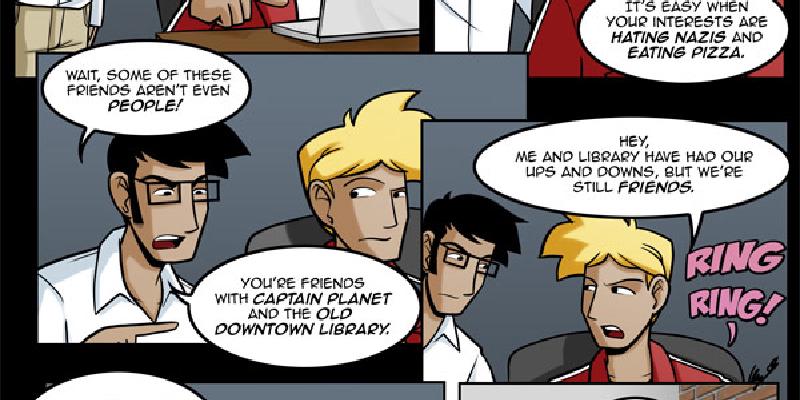 IT'S EASY WHEN
YOUR INTERESTS ARE
HATING NAZIS AND
EATING PIZZA.
WAIT, SOME OF THESE
FRIENDS AREN'T EVEN
PEOPLE!
YOU'RE FRIENDS
WITH CAPTAIN PLANET
AND THE OLD
DOWNTOWN LIBRARY.
HEY,
ME AND LIBRARY HAVE HAD OUR
UPS AND DOWNS, BUT WE'RE
STILL FRIENDS.
RING
RING!